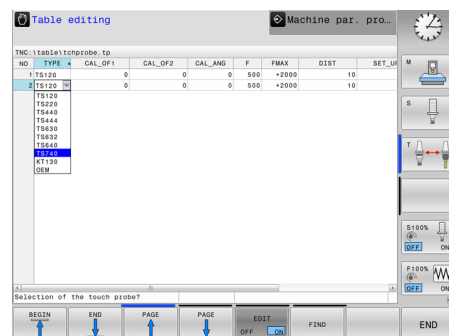 Table editing
Machine par. pro…
TNC:\table\tchprobe.tp
NO TYPE CAL_OF1 CAL_OF2 CAL_ANG F FMAX DIST
1 TS120 0 0 0 500 +2000 10
2 TS120 0 0 0 500 +2000 10
TS120
TS220
TS440
TS444
TS630
TS632
TS640
TS740
KT130
OEM
M
S
T
S100%
OFF ON
F100%
OFF ON
Selection of the touch probe?
BEGIN
END
PAGE
PAGE
EDIT
OFF ON
FIND
END